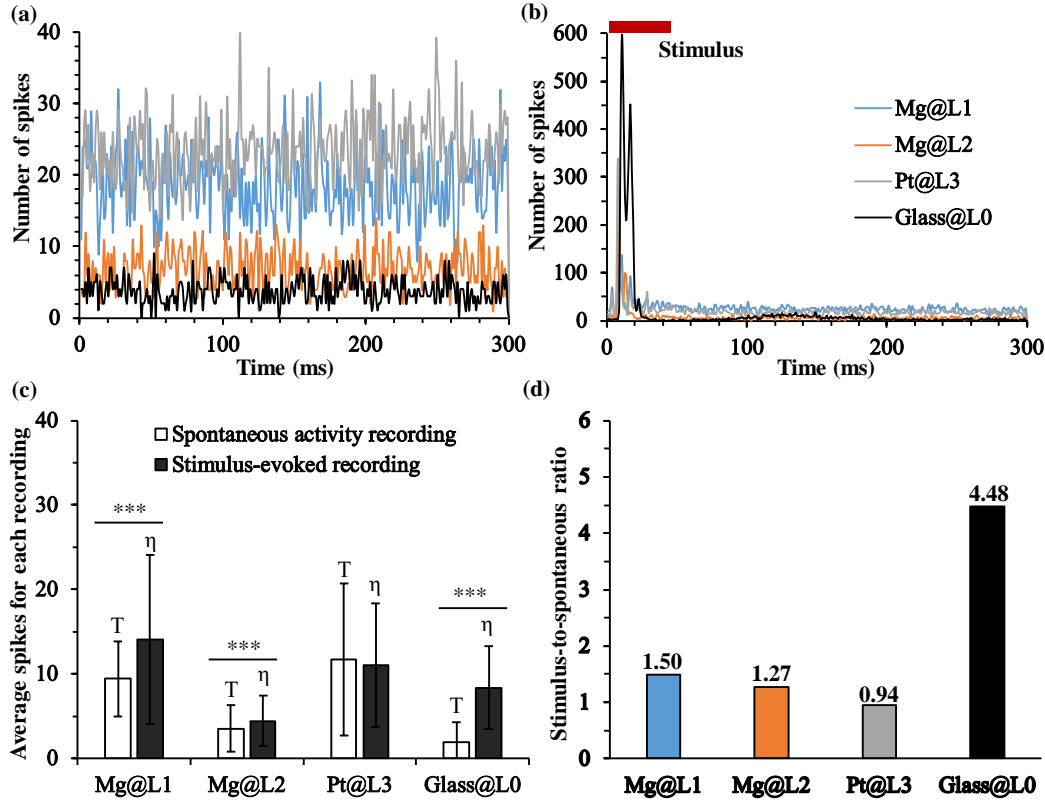 (a)
40
30
20
10
0
Number of spikes
0 100 200 300
Time (ms)
(b)
600
500
400
300
200
100
0
Number of spikes
Stimulus
Mg@L1
Mg@L2
Pt@L3
Glass@L0
0 100 200 300
Time (ms)
(c)
40
30
20
10
0
Average spikes for each recording
Spontaneous activity recording
Stimulus-evoked recording
***
T η
***
T η
T η
***
T η
Mg@L1 Mg@L2 Pt@L3 Glass@L0
(d)
6
5
4
3
2
1
0
Stimulus-to-spontaneous ratio
1.50
1.27
0.94
4.48
Mg@L1 Mg@L2 Pt@L3 Glass@L0